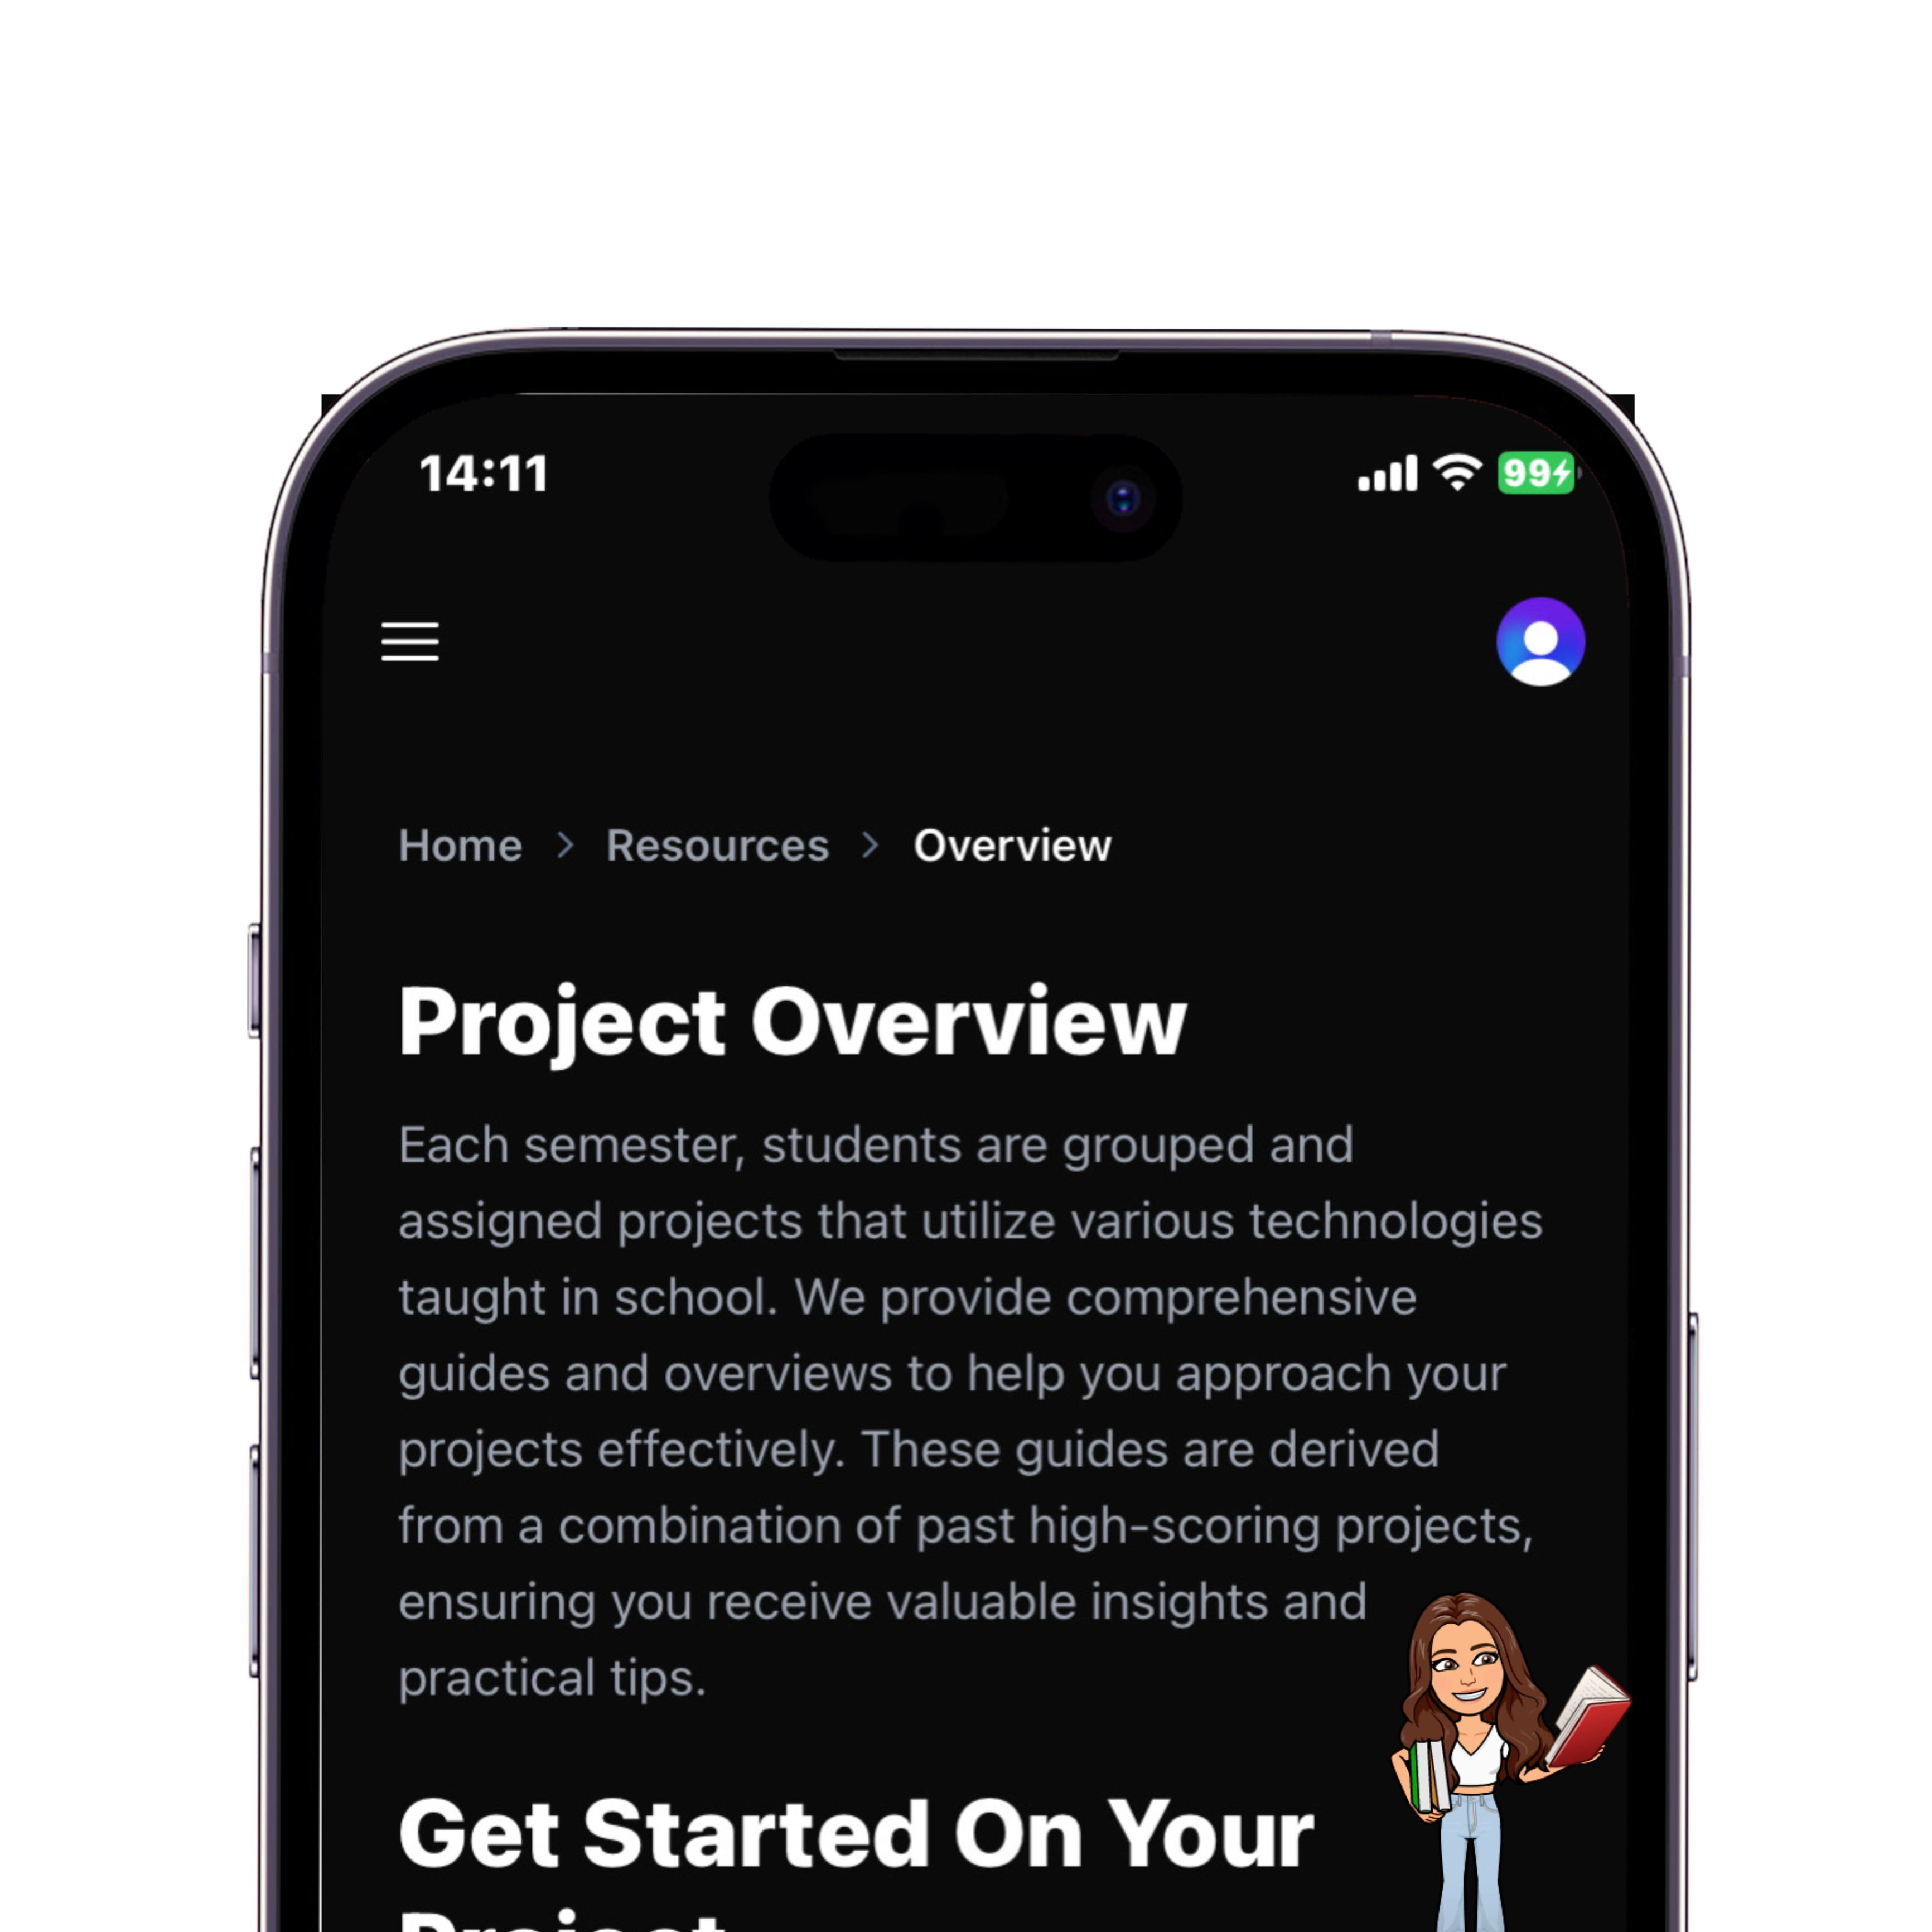 14:11
99
Home > Resources > Overview
Project Overview
Each semester, students are grouped and
assigned projects that utilize various technologies
taught in school. We provide comprehensive
guides and overviews to help you approach your
projects effectively. These guides are derived
from a combination of past high-scoring projects,
ensuring you receive valuable insights and
practical tips.
Get Started On Your
Project